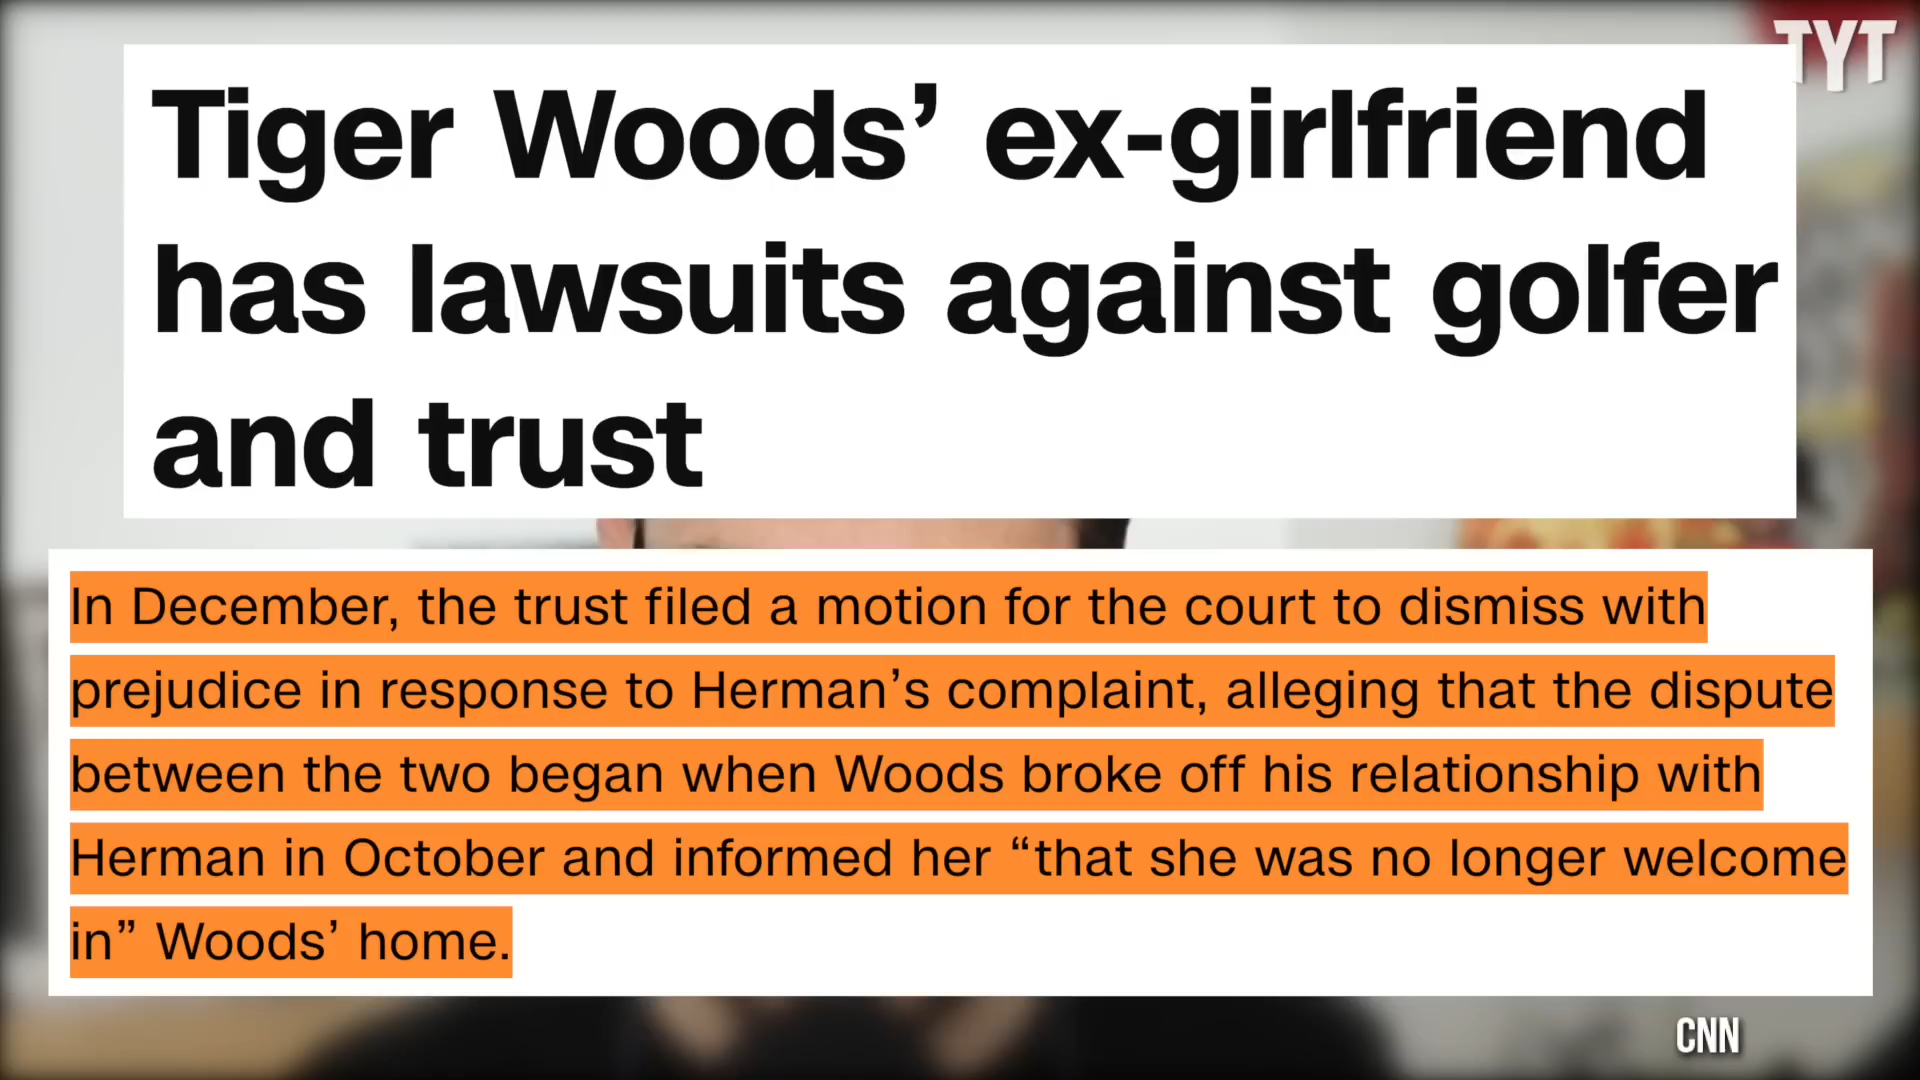 TYT
Tiger Woods’ ex-girlfriend
has lawsuits against golfer
and trust
In December, the trust filed a motion for the court to dismiss with
prejudice in response to Herman’s complaint, alleging that the dispute
between the two began when Woods broke off his relationship with
Herman in October and informed her “that she was no longer welcome
in” Woods’ home.
CNN